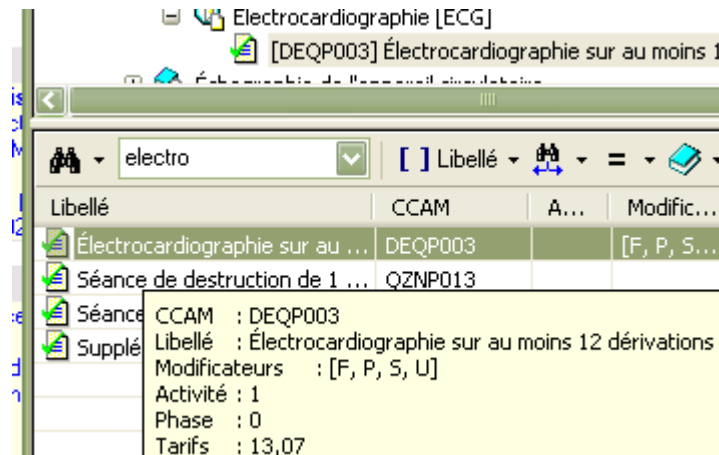 Électrocardiographie [ECG]
[DEQP003] Électrocardiographie sur au moins 1
Échographie de l'appareil circulatoire
electro
[ ] Libellé
=
Libellé CCAM A... Modific...
Électrocardiographie sur au ... DEQP003 [F, P, S...
Séance de destruction de 1 ... QZNP013
Séance
Supplé
CCAM : DEQP003
Libellé : Électrocardiographie sur au moins 12 dérivations
Modificateurs : [F, P, S, U]
Activité : 1
Phase : 0
Tarifs : 13,07